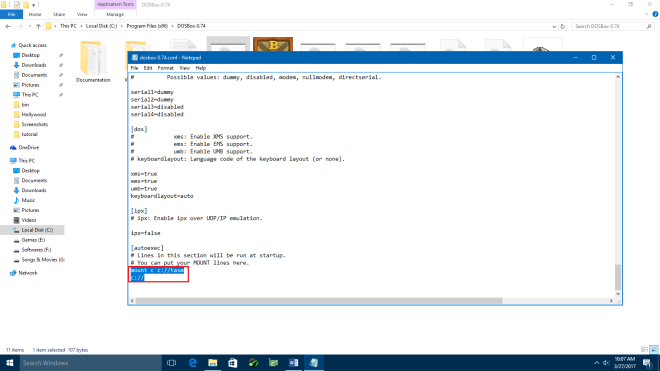 Application Tools
DOSBox-0.74
File
Home
Share
View
Manage
This PC
Local Disk (C:)
Program Files (x86)
DOSBox-0.74
Search DOSBox-0.74
Quick access
Desktop
Downloads
Documents
Pictures
This PC
bin
Hollywood
Screenshots
tutorial
OneDrive
This PC
Desktop
Documents
Downloads
Music
Pictures
Videos
Local Disk (C:)
Games (E:)
Softwares (F:)
Songs & Movies (G:
Network
Documentation
dosbox-0.74.conf - Notepad
File Edit Format View Help
# Possible values: dummy, disabled, modem, nullmodem, directserial.
serial1=dummy
serial2=dummy
serial3=disabled
serial4=disabled
[dos]
# xms: Enable XMS support.
# ems: Enable EMS support.
# umb: Enable UMB support.
# keyboardlayout: Language code of the keyboard layout (or none).
xms=true
ems=true
umb=true
keyboardlayout=auto
[ipx]
# ipx: Enable ipx over UDP/IP emulation.
ipx=false
[autoexec]
# Lines in this section will be run at startup.
# You can put your MOUNT lines here.
mount c c://tasm
c://
11 items 1 item selected 107 bytes
Search Windows
10:07 AM
3/27/2017